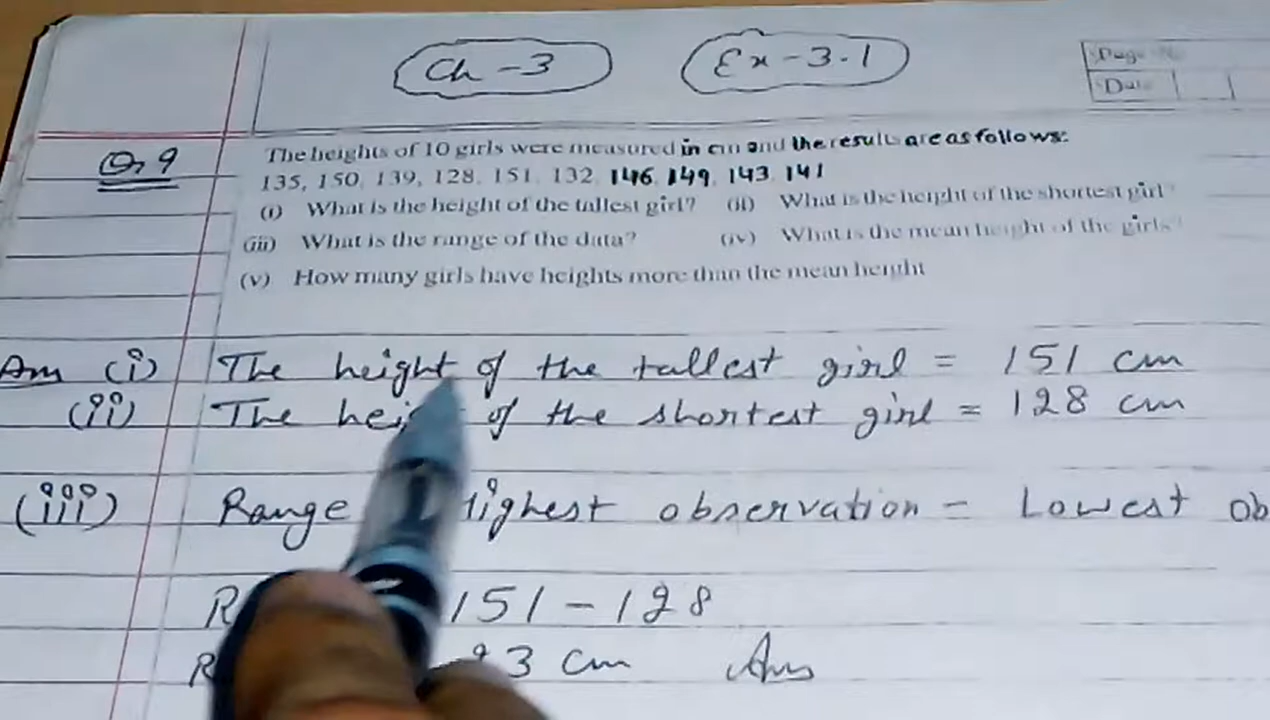 Ch-3
Ex-3.1
Page No
Date
Q.9 The heights of 10 girls were measured in cm and the results are as follows:
135, 150, 139, 128, 151, 132, 146, 149, 143, 141
(i) What is the height of the tallest girl? (ii) What is the height of the shortest girl?
(iii) What is the range of the data? (iv) What is the mean height of the girls?
(v) How many girls have heights more than the mean height
Ans (i) The height of the tallest girl = 151 cm
(ii) The hei of the shortest girl = 128 cm
(iii) Range Highest observation - Lowest ob
R 151 - 128
R 23 cm Ans